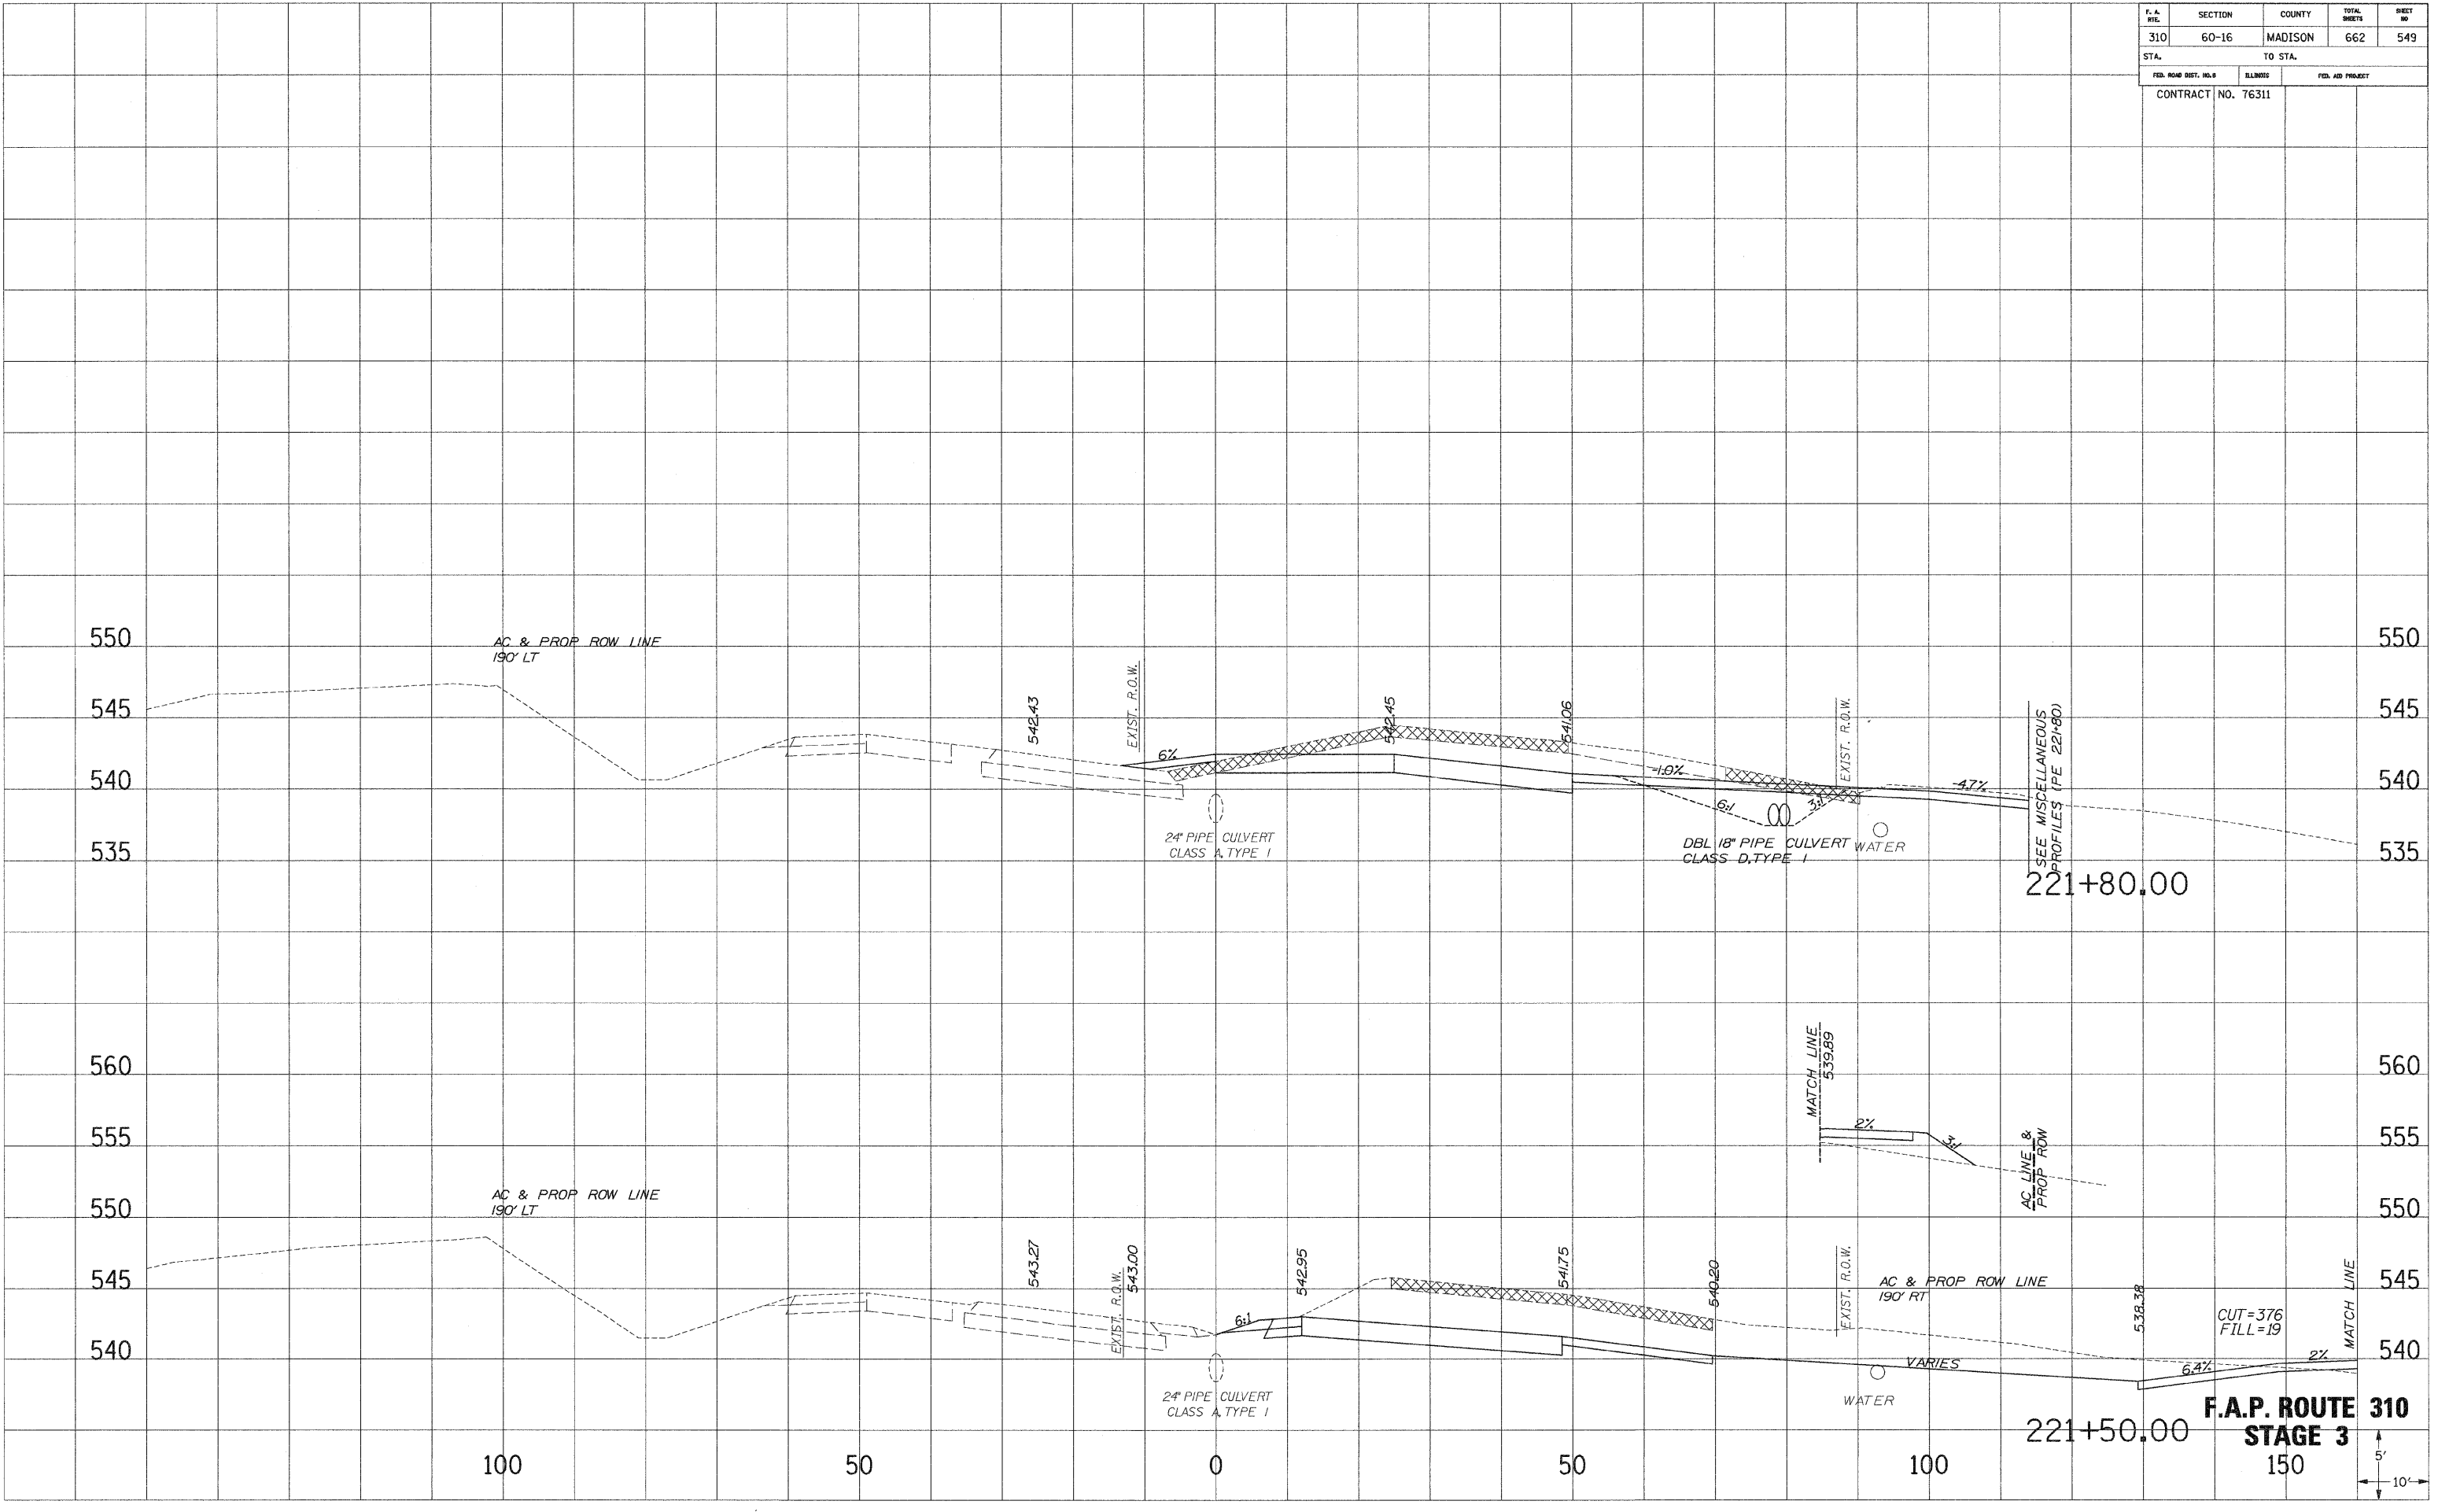 F. A. RTE. SECTION COUNTY TOTAL SHEETS SHEET NO
310 60-16 MADISON 662 549
STA. TO STA.
FED. ROAD DIST. NO. 8 ILLINOIS FED. AID PROJECT
CONTRACT NO. 76311
550
AC & PROP ROW LINE
190' LT
550
545
542.43
EXIST. R.O.W.
6%
542.45
541.06
EXIST. R.O.W.
SEE MISCELLANEOUS
PROFILES (PE 221+80)
545
540
-1.0%
-4.7%
540
6:1
3:1
24" PIPE CULVERT
CLASS A, TYPE 1
DBL 18" PIPE CULVERT
CLASS D, TYPE 1
WATER
535
535
221+80.00
560
MATCH LINE
539.89
560
555
2%
3:1
AC LINE &
PROP ROW
555
AC & PROP ROW LINE
190' LT
550
550
545
543.27
EXIST. R.O.W.
543.00
6:1
542.95
541.75
540.20
EXIST. R.O.W.
AC & PROP ROW LINE
190' RT
538.38
CUT=376
FILL=19
MATCH LINE
545
540
VARIES
6.4%
2%
540
24" PIPE CULVERT
CLASS A, TYPE 1
WATER
F.A.P. ROUTE 310
STAGE 3
221+50.00
100 50 0 50 100 150
5'
10'